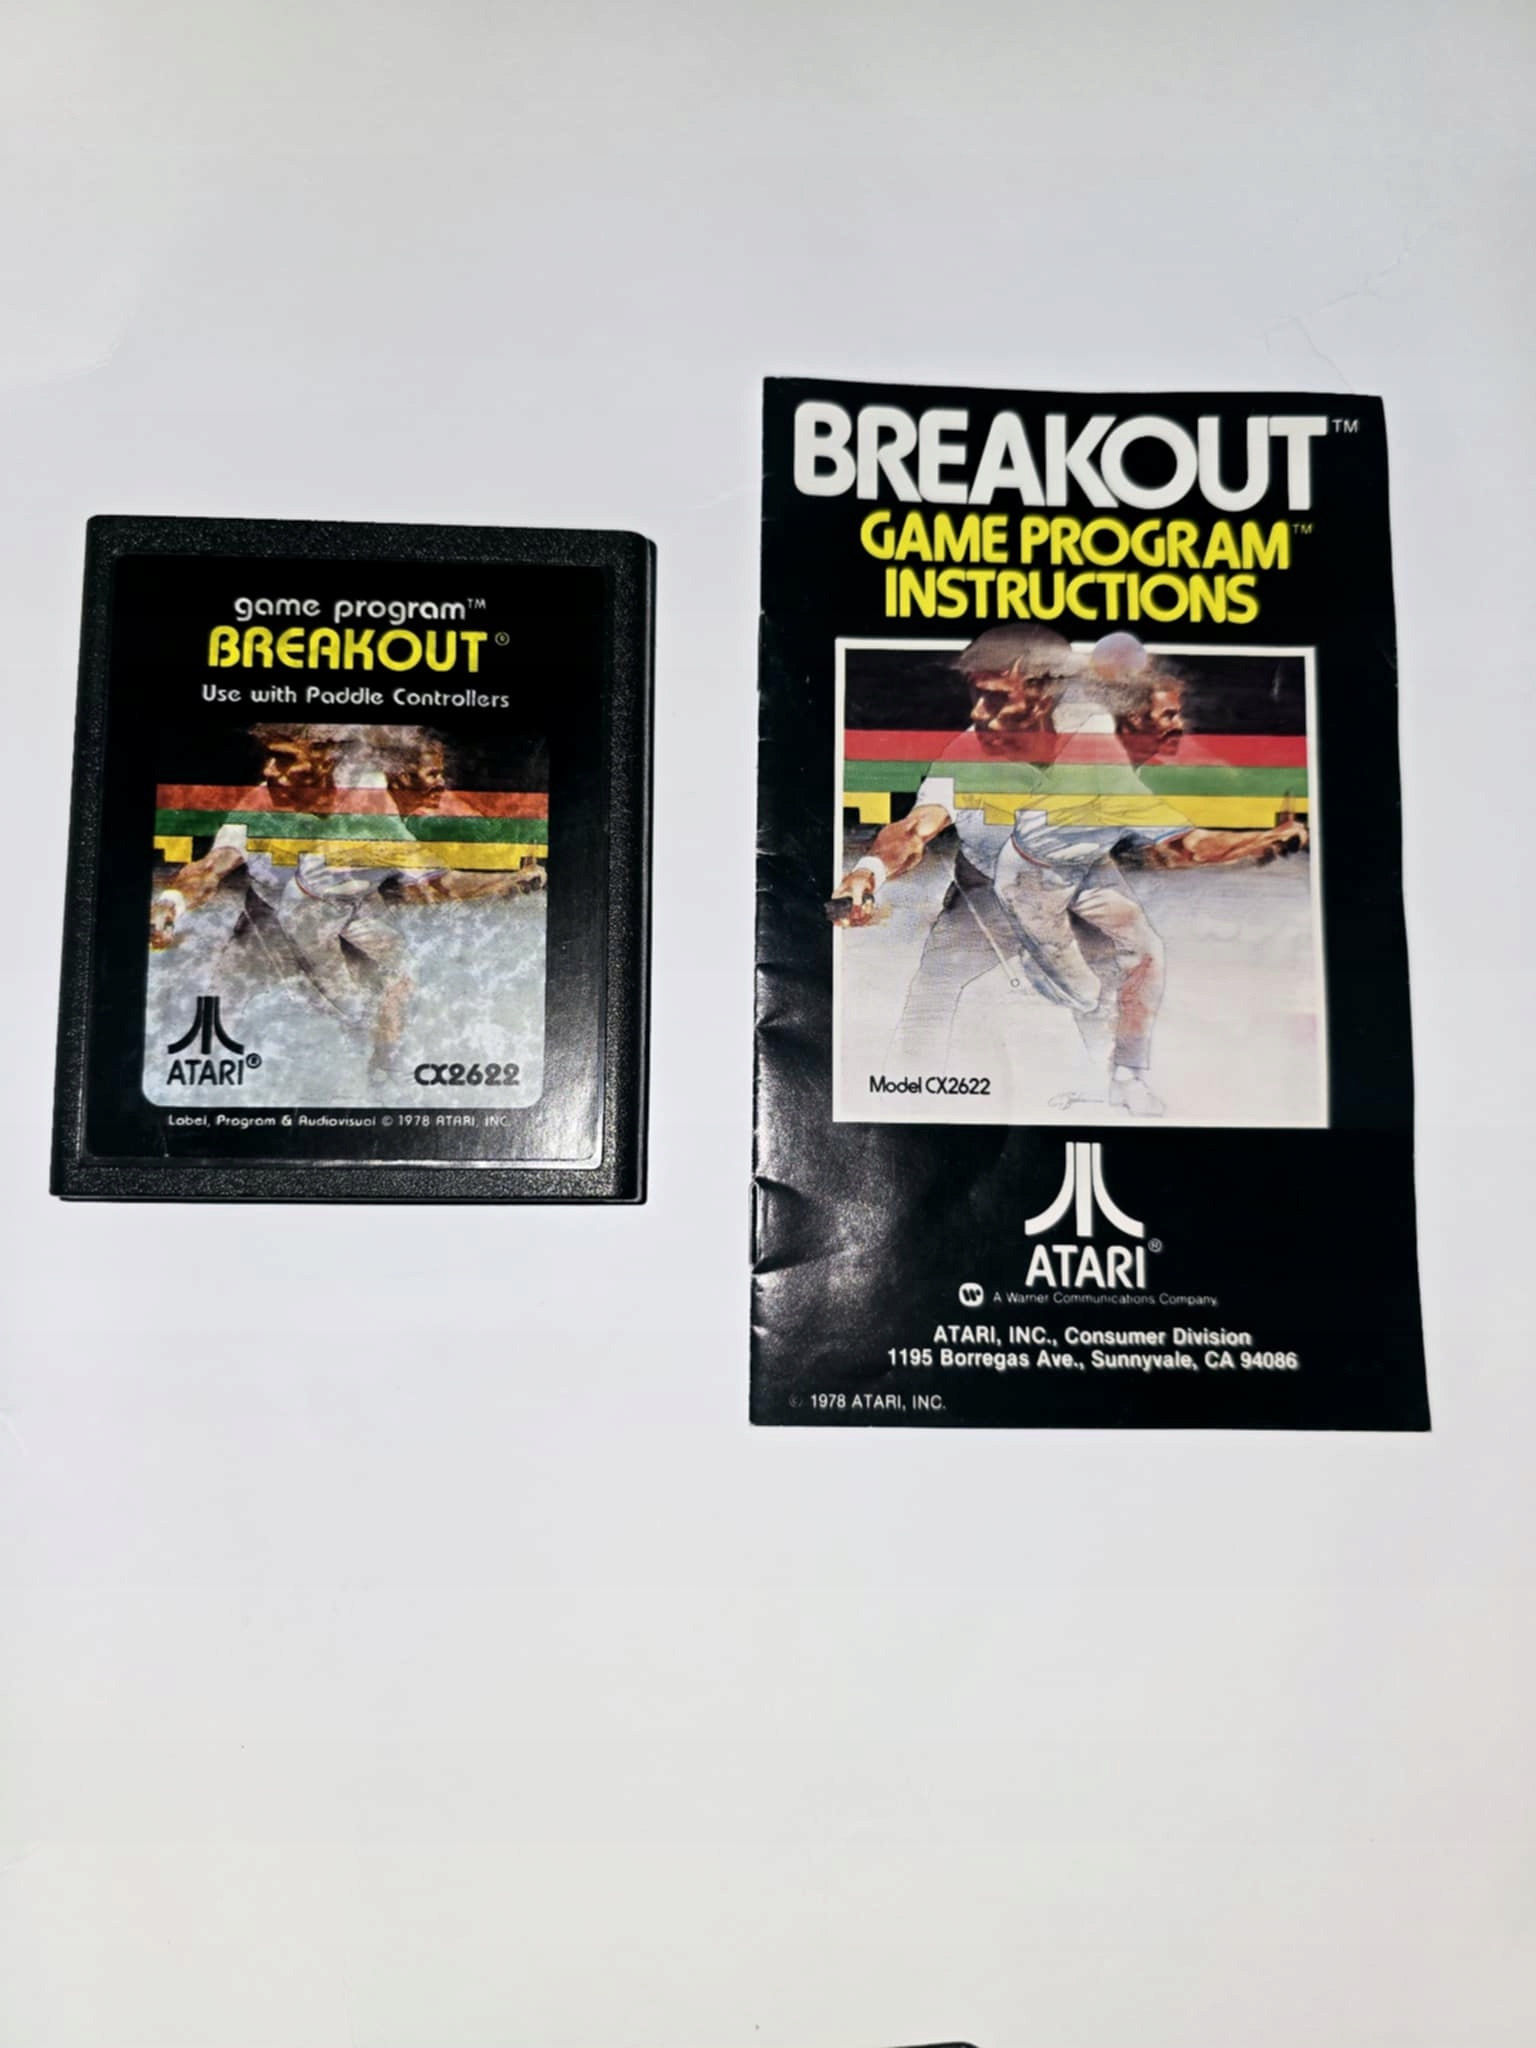 game program™
BREAKOUT®
Use with Paddle Controllers
ATARI®
CX2622
Label, Program & Audiovisual © 1978 ATARI, INC.
BREAKOUT™
GAME PROGRAM™
INSTRUCTIONS
Model CX2622
ATARI®
A Warner Communications Company
ATARI, INC., Consumer Division
1195 Borregas Ave., Sunnyvale, CA 94086
© 1978 ATARI, INC.